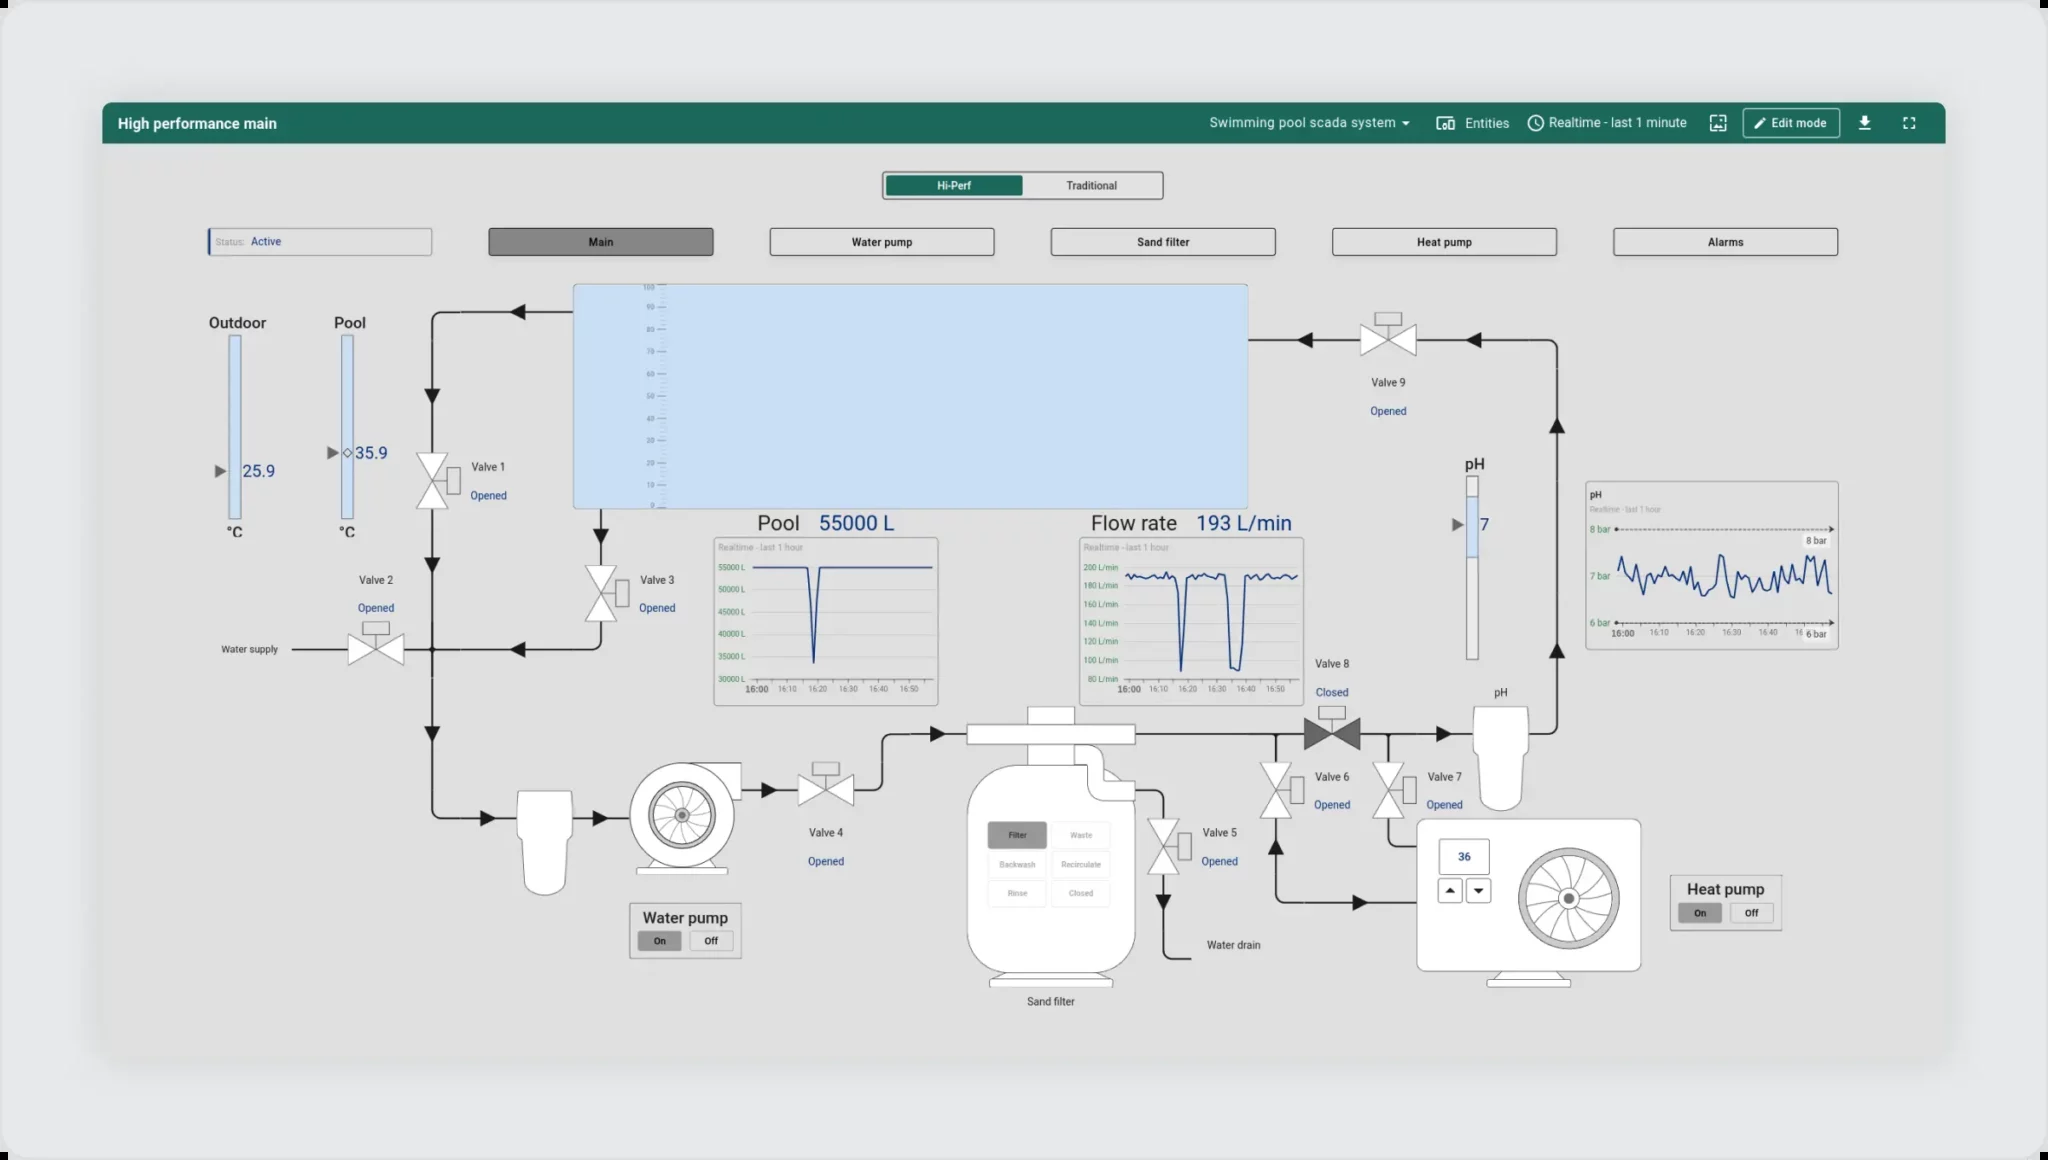 High performance main
Swimming pool scada system
Entities
Realtime - last 1 minute
Edit mode
Hi-Perf
Traditional
Status: Active
Main
Water pump
Sand filter
Heat pump
Alarms
Outdoor
25.9
°C
Pool
35.9
°C
100
90
80
70
60
50
40
30
20
10
0
Valve 1
Opened
Valve 2
Opened
Water supply
Valve 3
Opened
Pool 55000 L
Realtime - last 1 hour
55000 L
50000 L
45000 L
40000 L
35000 L
30000 L
16:00 16:10 16:20 16:30 16:40 16:50
Flow rate 193 L/min
Realtime - last 1 hour
200 L/min
180 L/min
160 L/min
140 L/min
120 L/min
100 L/min
80 L/min
16:00 16:10 16:20 16:30 16:40 16:50
Valve 9
Opened
pH
7
pH
Realtime - last 1 hour
8 bar
8 bar
7 bar
6 bar
16:00 16:10 16:20 16:30 16:40 16 6 bar
Valve 8
Closed
pH
Valve 6
Opened
Valve 7
Opened
Valve 4
Opened
Valve 5
Opened
Filter
Waste
Backwash
Recirculate
Rinse
Closed
36
Water pump
On
Off
Heat pump
On
Off
Water drain
Sand filter